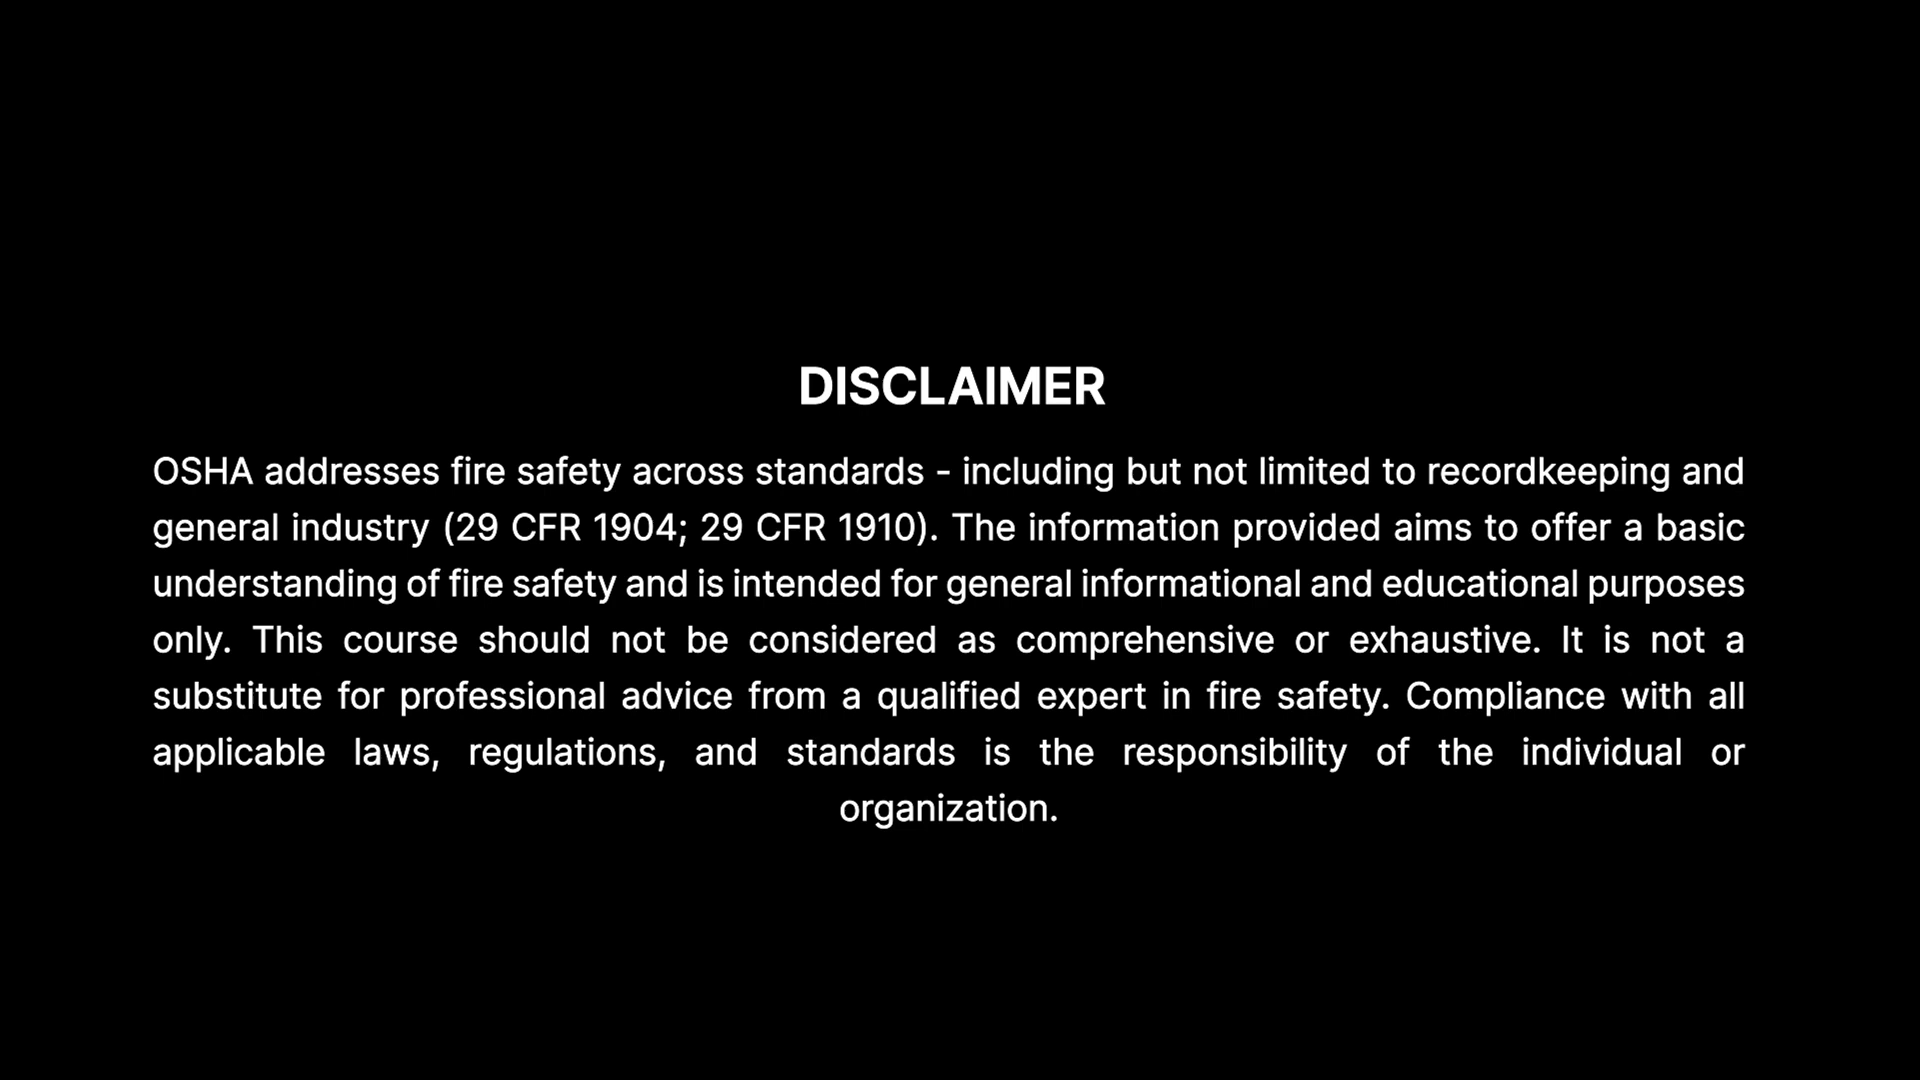 DISCLAIMER
OSHA addresses fire safety across standards - including but not limited to recordkeeping and
general industry (29 CFR 1904; 29 CFR 1910). The information provided aims to offer a basic
understanding of fire safety and is intended for general informational and educational purposes
only. This course should not be considered as comprehensive or exhaustive. It is not a
substitute for professional advice from a qualified expert in fire safety. Compliance with all
applicable laws, regulations, and standards is the responsibility of the individual or
organization.